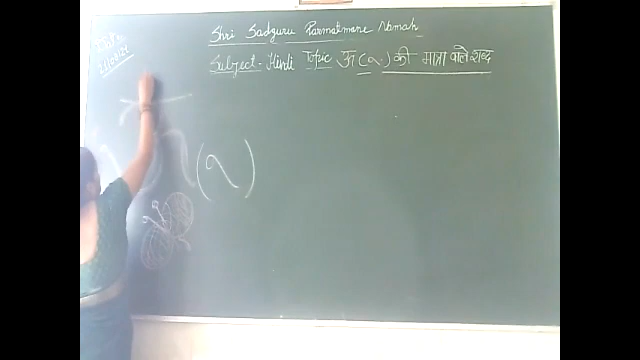 Shri Sadguru Parmatmane Namah
Subject - Hindi Topic ऊ ( ू ) की मात्रा वाले शब्द
( ू )